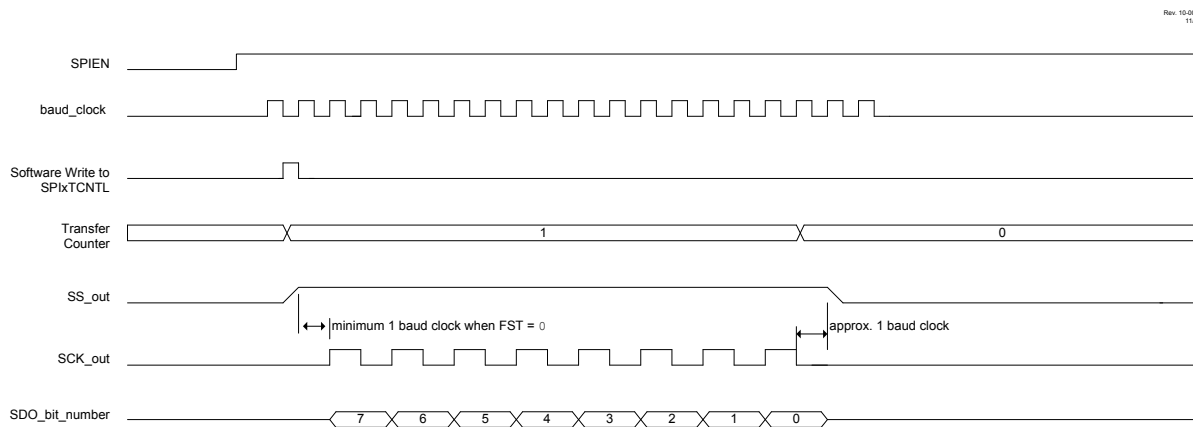 SPIEN
baud_clock
Software Write to
SPIxTCNTL
Transfer
Counter
1
0
SS_out
minimum 1 baud clock when FST = 0
approx. 1 baud clock
SCK_out
SDO_bit_number
7 6 5 4 3 2 1 0